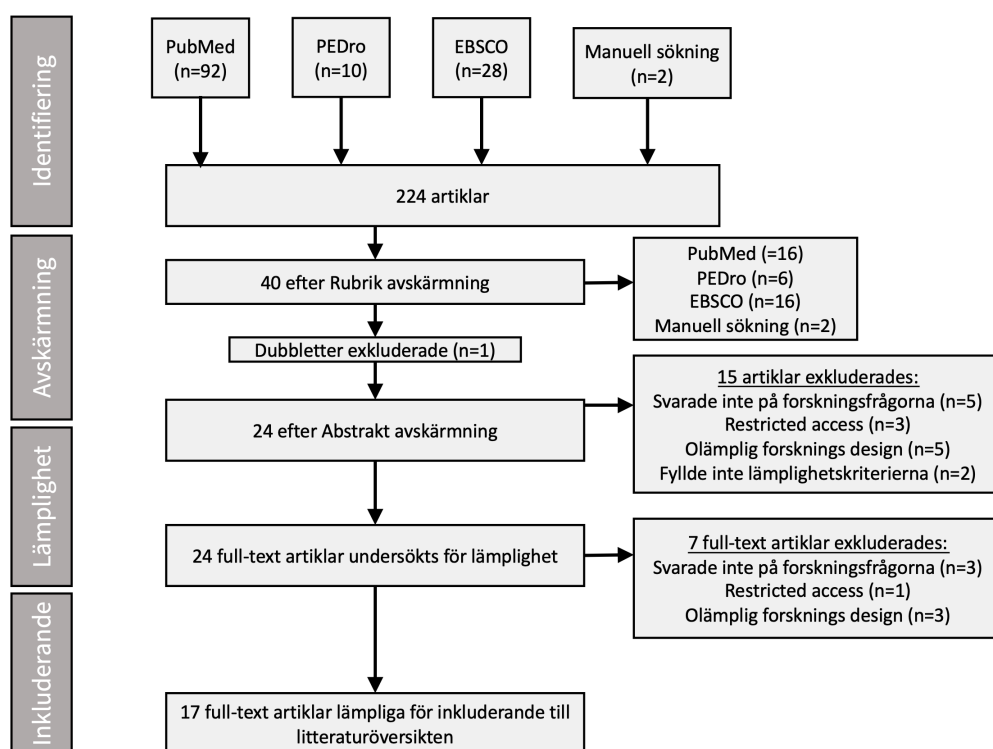 Identifiering
PubMed
(n=92)
PEDro
(n=10)
EBSCO
(n=28)
Manuell sökning
(n=2)
224 artiklar
Avskärmning
40 efter Rubrik avskärmning
PubMed (=16)
PEDro (n=6)
EBSCO (n=16)
Manuell sökning (n=2)
Dubbletter exkluderade (n=1)
24 efter Abstrakt avskärmning
15 artiklar exkluderades:
Svarade inte på forskningsfrågorna (n=5)
Restricted access (n=3)
Olämplig forsknings design (n=5)
Fyllde inte lämplighetskriterierna (n=2)
Lämplighet
24 full-text artiklar undersökts för lämplighet
7 full-text artiklar exkluderades:
Svarade inte på forskningsfrågorna (n=3)
Restricted access (n=1)
Olämplig forsknings design (n=3)
Inkluderande
17 full-text artiklar lämpliga för inkluderande till
litteraturöversikten